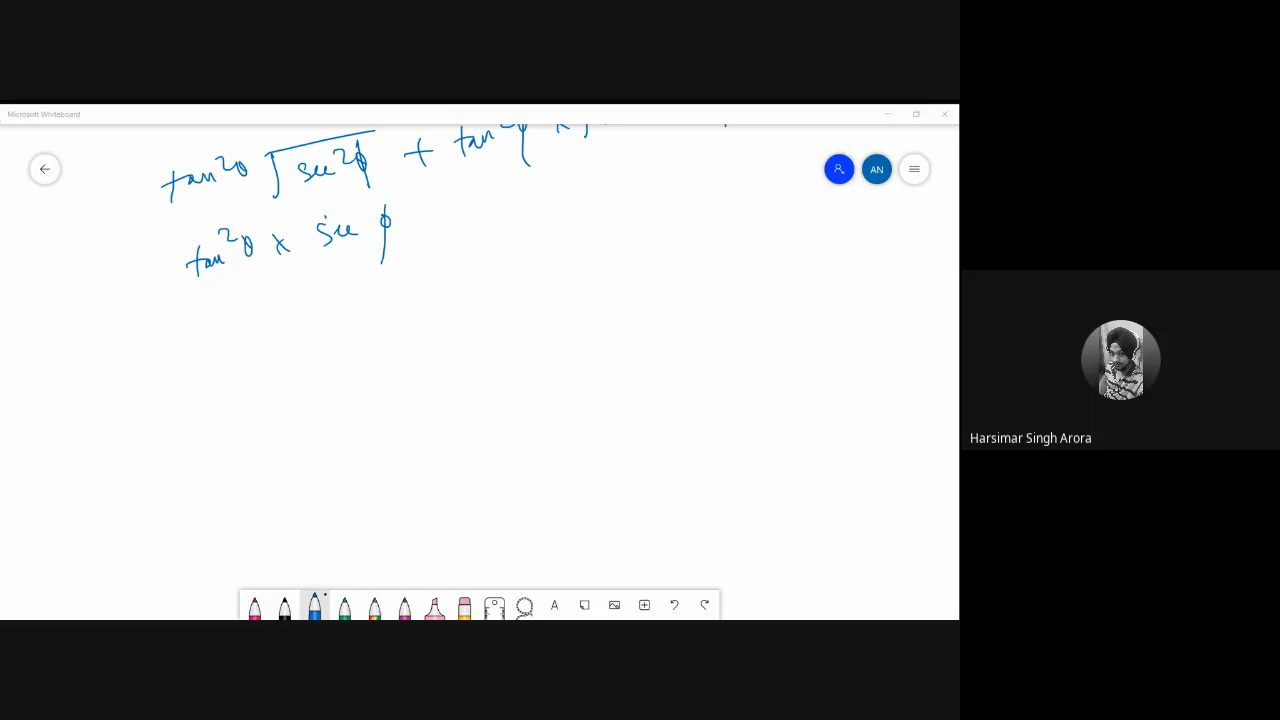 Microsoft Whiteboard
tan²θ √sec²ϕ + tan²ϕ x
AN
tan²θ x sec ϕ
Harsimar Singh Arora
A